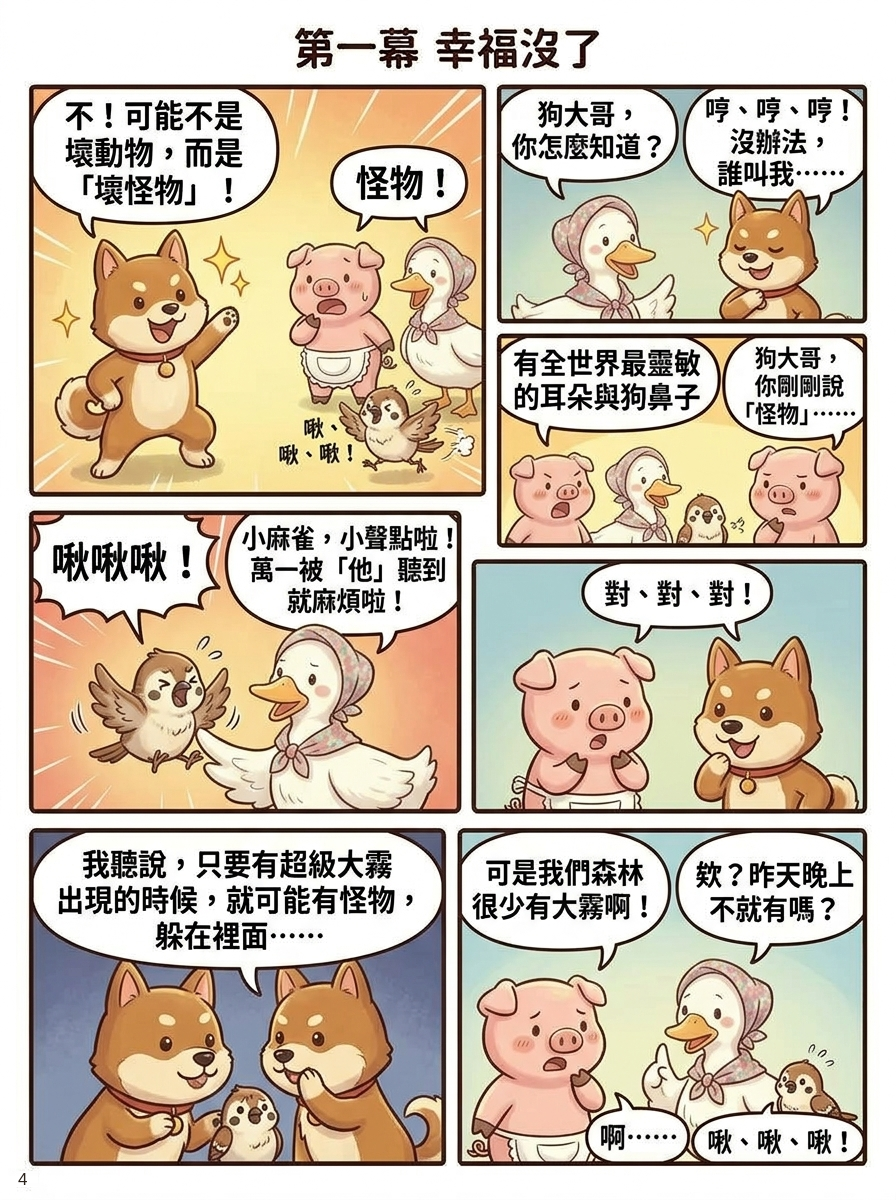 第一幕 幸福沒了
不！可能不是
壞動物，而是
「壞怪物」！
怪物！
啾、
啾、啾！
狗大哥，
你怎麼知道？
哼、哼、哼！
沒辦法，
誰叫我⋯⋯
有全世界最靈敏
的耳朵與狗鼻子
狗大哥，
你剛剛說
「怪物」⋯⋯
啾啾啾！
小麻雀，小聲點啦！
萬一被「他」聽到
就麻煩啦！
對、對、對！
我聽說，只要有超級大霧
出現的時候，就可能有怪物，
躲在裡面⋯⋯
可是我們森林
很少有大霧啊！
欸？昨天晚上
不就有嗎？
啊⋯⋯
啾、啾、啾！
4